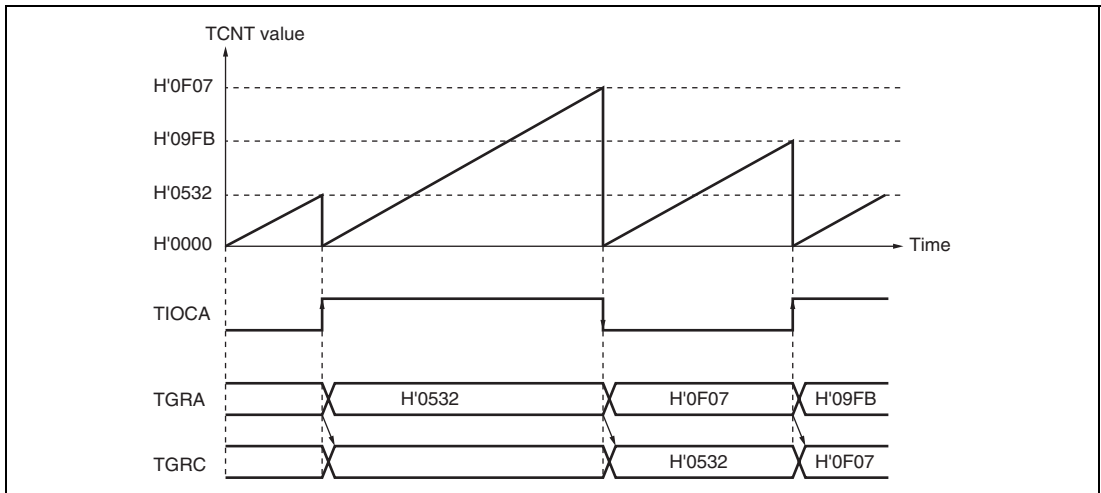 TCNT value
H'0F07
H'09FB
H'0532
H'0000
Time
TIOCA
TGRA H'0532 H'0F07 H'09FB
TGRC H'0532 H'0F07